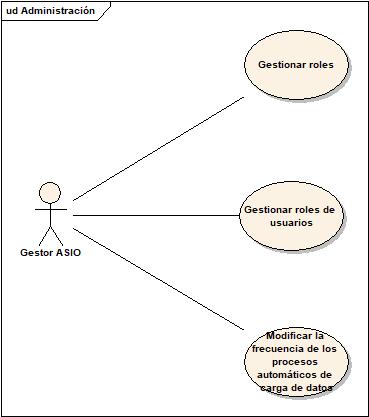 ud Administración
Gestionar roles
Gestionar roles de
usuarios
Gestor ASIO
Modificar la
frecuencia de los
procesos
automáticos de
carga de datos